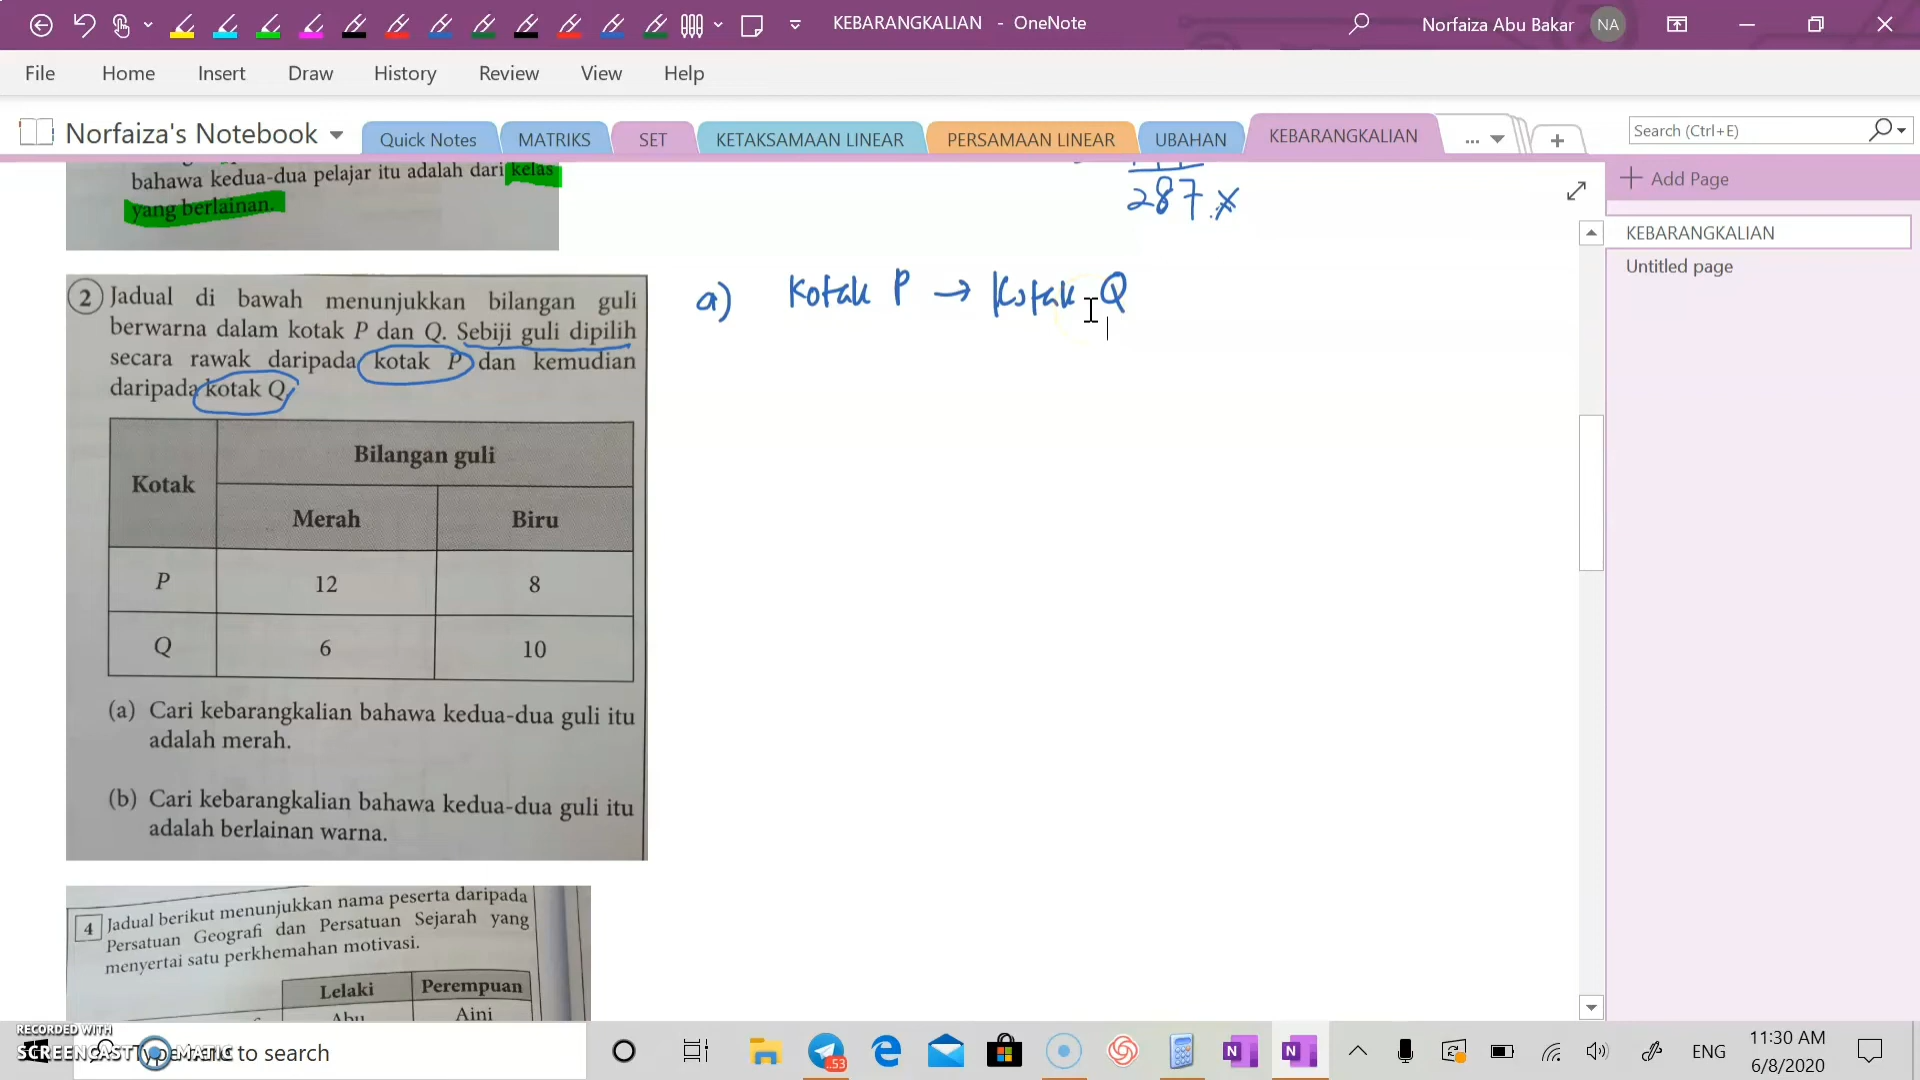 KEBARANGKALIAN - OneNote
Norfaiza Abu Bakar
NA
File Home Insert Draw History Review View Help
Norfaiza's Notebook
Quick Notes MATRIKS SET KETAKSAMAAN LINEAR PERSAMAAN LINEAR UBAHAN KEBARANGKALIAN ...
Search (Ctrl+E)
Add Page
KEBARANGKALIAN
Untitled page
bahawa kedua-dua pelajar itu adalah dari kelas
yang berlainan.
287
2 Jadual di bawah menunjukkan bilangan guli
berwarna dalam kotak P dan Q. Sebiji guli dipilih
secara rawak daripada kotak P dan kemudian
daripada kotak Q.
Kotak
Bilangan guli
Merah Biru
P 12 8
Q 6 10
(a) Cari kebarangkalian bahawa kedua-dua guli itu
adalah merah.
(b) Cari kebarangkalian bahawa kedua-dua guli itu
adalah berlainan warna.
a) Kotak P → Kotak Q
4 Jadual berikut menunjukkan nama peserta daripada
Persatuan Geografi dan Persatuan Sejarah yang
menyertai satu perkhemahan motivasi.
Lelaki Perempuan
Abu Aini
RECORDED WITH
SCREENCAST MATIC
Type here to search
53
ENG
11:30 AM
6/8/2020